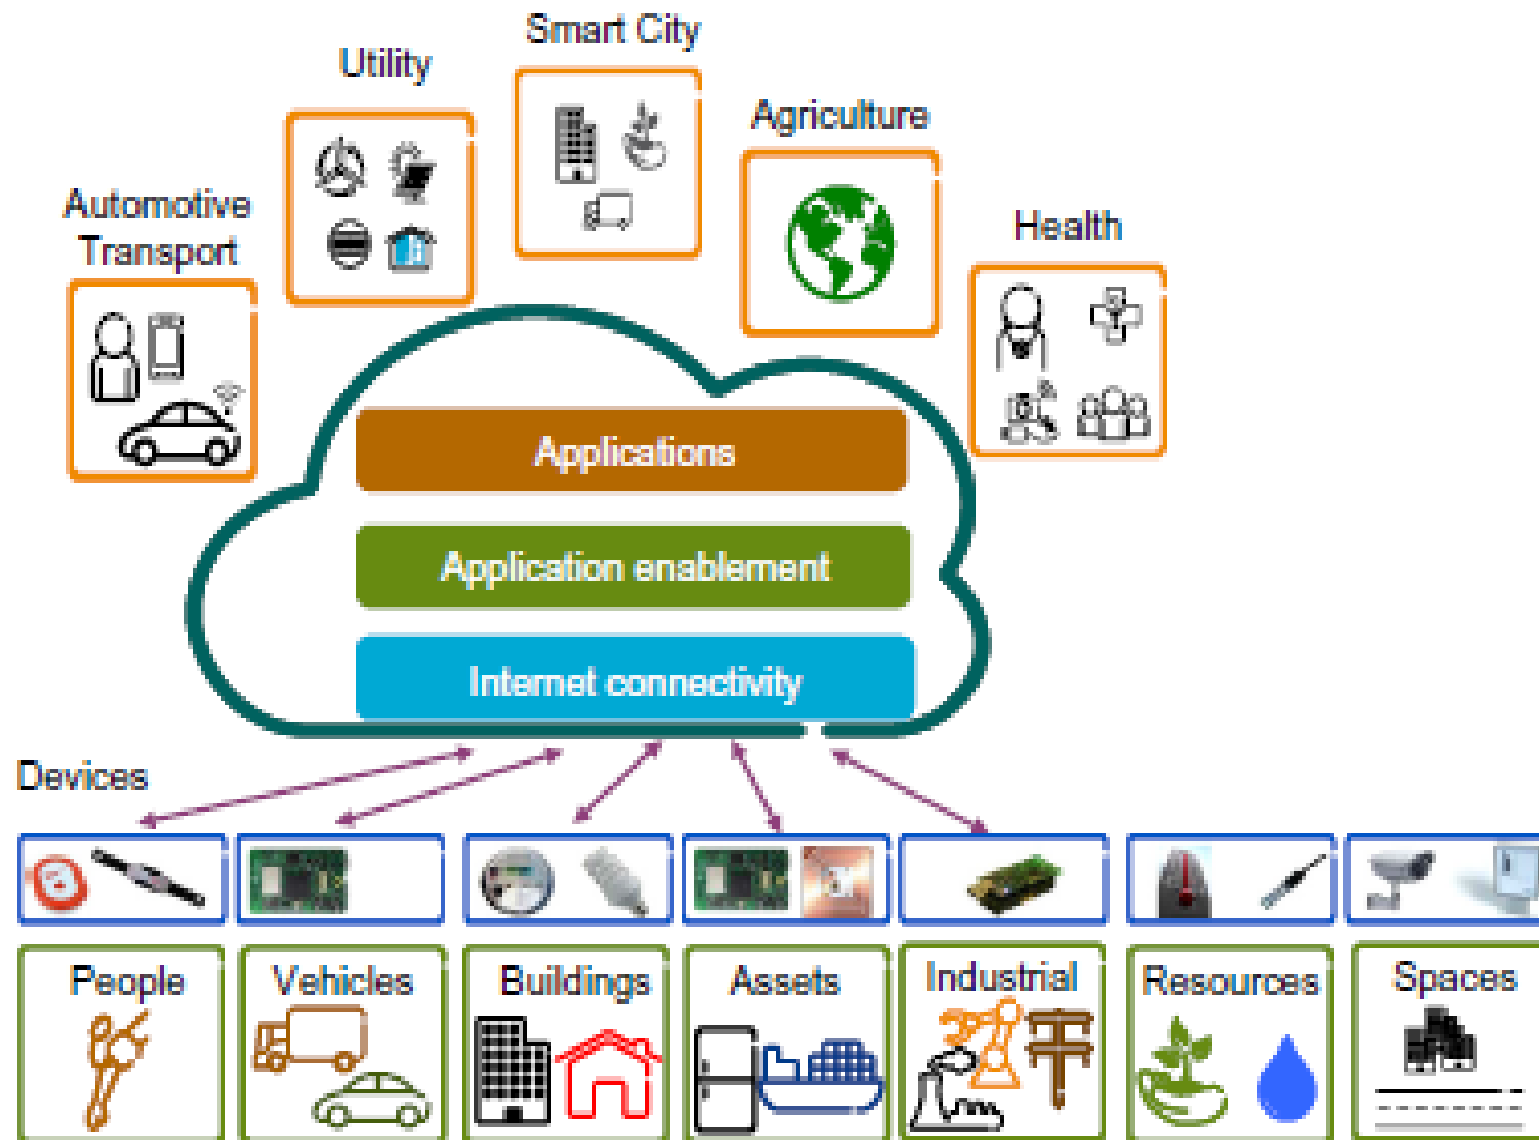 Smart City
Utility
Agriculture
Automotive
Transport
Health
Applications
Application enablement
Internet connectivity
Devices
People
Vehicles
Buildings
Assets
Industrial
Resources
Spaces